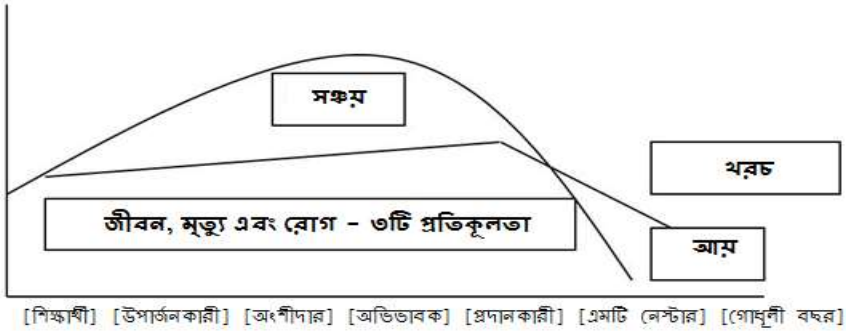 সঞ্চয়
খরচ
জীবন, মৃত্যু এবং রোগ – ৩টি প্রতিকূলতা
আয়
[শিক্ষার্থী] [উপার্জনকারী] [অংশীদার] [অভিভাবক] [প্রদানকারী] [এমটি নেস্টার] [গোধূলী বছর]